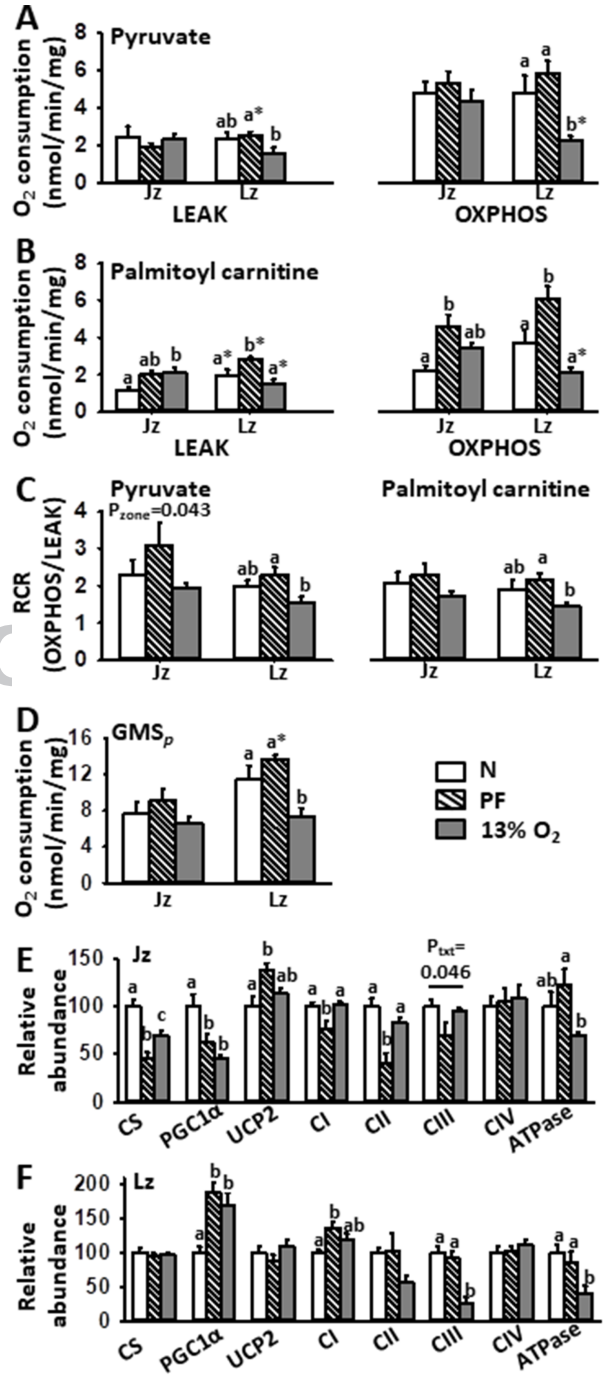 A
Pyruvate
O2 consumption
(nmol/min/mg)
8
6
4
2
0
ab
a*
b
a
a
b*
Jz
Lz
Jz
Lz
LEAK
OXPHOS
B
Palmitoyl carnitine
O2 consumption
(nmol/min/mg)
8
6
4
2
0
a
ab
b
a*
b*
a*
a
b
ab
a
b
a*
Jz
Lz
Jz
Lz
LEAK
OXPHOS
C
Pyruvate
Palmitoyl carnitine
Pzone=0.043
RCR
(OXPHOS/LEAK)
4
3
2
1
0
ab
a
b
ab
a
b
Jz
Lz
Jz
Lz
D
GMSp
O2 consumption
(nmol/min/mg)
16
12
8
4
0
a
a*
b
Jz
Lz
N
PF
13% O2
E
Jz
Ptxt=
0.046
Relative
abundance
150
100
50
0
a
b
c
a
b
b
a
b
ab
a
b
a
a
b
a
ab
a
b
CS
PGC1α
UCP2
CI
CII
CIII
CIV
ATPase
F
Lz
Relative
abundance
200
150
100
50
0
a
b
b
a
b
ab
a
a
b
a
a
b
CS
PGC1α
UCP2
CI
CII
CIII
CIV
ATPase